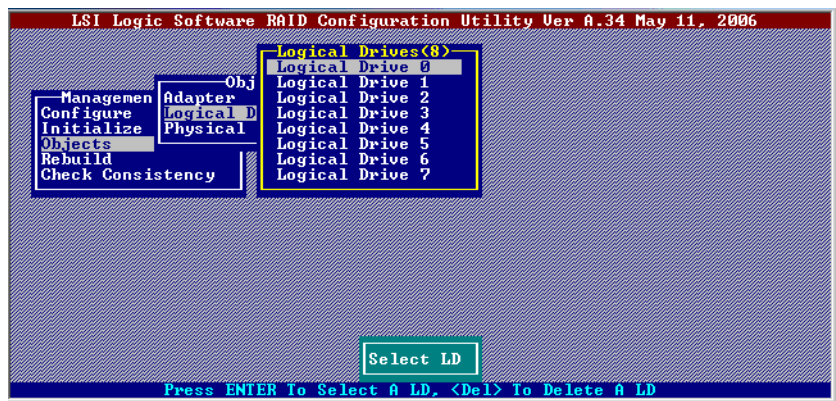 LSI Logic Software RAID Configuration Utility Ver A.34 May 11, 2006
Managemen
Configure
Initialize
Objects
Rebuild
Check Consistency
Obj
Adapter
Logical D
Physical
Logical Drives(8)
Logical Drive 0
Logical Drive 1
Logical Drive 2
Logical Drive 3
Logical Drive 4
Logical Drive 5
Logical Drive 6
Logical Drive 7
Select LD
Press ENTER To Select A LD, <Del> To Delete A LD